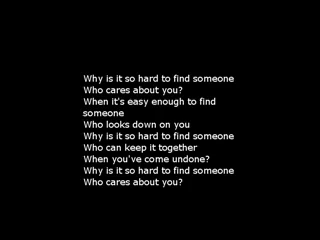 Why is it so hard to find someone
Who cares about you?
When it's easy enough to find
someone
Who looks down on you
Why is it so hard to find someone
Who can keep it together
When you've come undone?
Why is it so hard to find someone
Who cares about you?